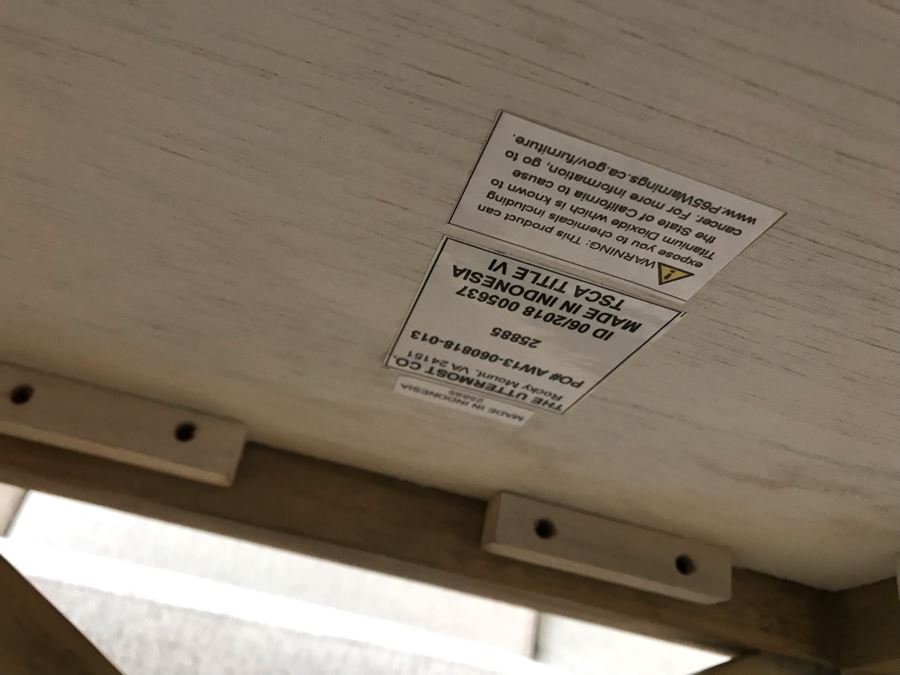 MADE IN INDONESIA
25885
THE UTTERMOST CO.
Rocky Mount, VA 24151
PO# AW13-060818-013
25885
ID 06/2018 005637
MADE IN INDONESIA
TSCA TITLE VI
WARNING: This product can
expose you to chemicals including
Titanium Dioxide which is known to
the State of California to cause
cancer. For more information, go to
www.P65Warnings.ca.gov/furniture.